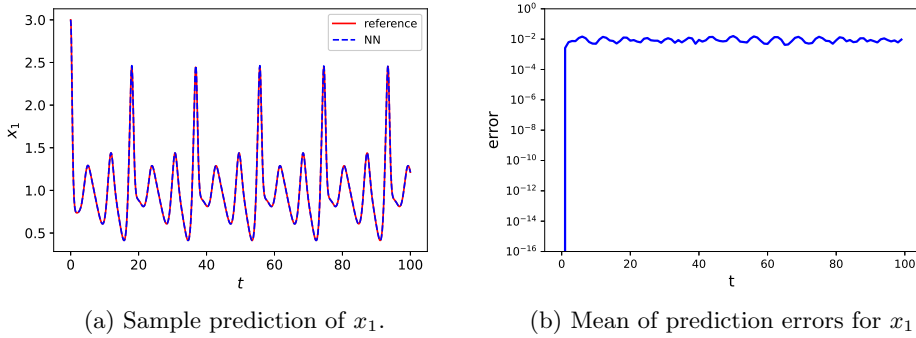 3.0
2.5
2.0
1.5
1.0
0.5
x₁
0 20 40 60 80 100
t
reference
NN
(a) Sample prediction of x₁.
10⁰
10⁻²
10⁻⁴
10⁻⁶
10⁻⁸
10⁻¹⁰
10⁻¹²
10⁻¹⁴
10⁻¹⁶
error
0 20 40 60 80 100
t
(b) Mean of prediction errors for x₁